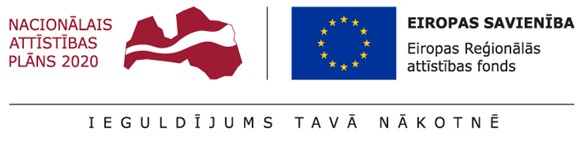 NACIONĀLAIS
ATTĪSTĪBAS
PLĀNS 2020
EIROPAS SAVIENĪBA
Eiropas Reģionālās
attīstības fonds
IEGULDĪJUMS TAVĀ NĀKOTNĒ